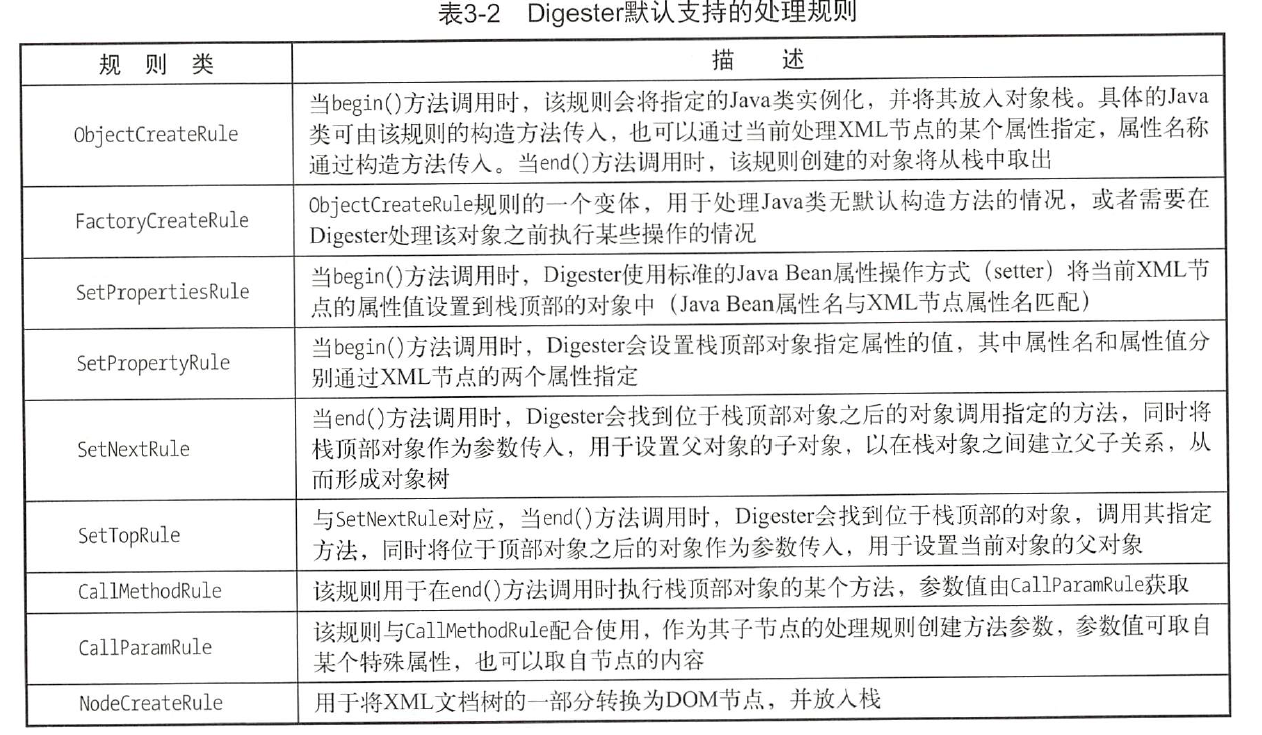 表3-2 Digester默认支持的处理规则
规 则 类
描 述
ObjectCreateRule
当begin()方法调用时，该规则会将指定的Java类实例化，并将其放入对象栈。具体的Java
类可由该规则的构造方法传入，也可以通过当前处理XML节点的某个属性指定，属性名称
通过构造方法传入。当end()方法调用时，该规则创建的对象将从栈中取出
FactoryCreateRule
ObjectCreateRule规则的一个变体，用于处理Java类无默认构造方法的情况，或者需要在
Digester处理该对象之前执行某些操作的情况
SetPropertiesRule
当begin()方法调用时，Digester使用标准的Java Bean属性操作方式（setter）将当前XML节
点的属性值设置到栈顶部的对象中（Java Bean属性名与XML节点属性名匹配）
SetPropertyRule
当begin()方法调用时，Digester会设置栈顶部对象指定属性的值，其中属性名和属性值分
别通过XML节点的两个属性指定
SetNextRule
当end()方法调用时，Digester会找到位于栈顶部对象之后的对象调用指定的方法，同时将
栈顶部对象作为参数传入，用于设置父对象的子对象，以在栈对象之间建立父子关系，从
而形成对象树
SetTopRule
与SetNextRule对应，当end()方法调用时，Digester会找到位于栈顶部的对象，调用其指定
方法，同时将位于顶部对象之后的对象作为参数传入，用于设置当前对象的父对象
CallMethodRule
该规则用于在end()方法调用时执行栈顶部对象的某个方法，参数值由CallParamRule获取
CallParamRule
该规则与CallMethodRule配合使用，作为其子节点的处理规则创建方法参数，参数值可取自
某个特殊属性，也可以取自节点的内容
NodeCreateRule
用于将XML文档树的一部分转换为DOM节点，并放入栈